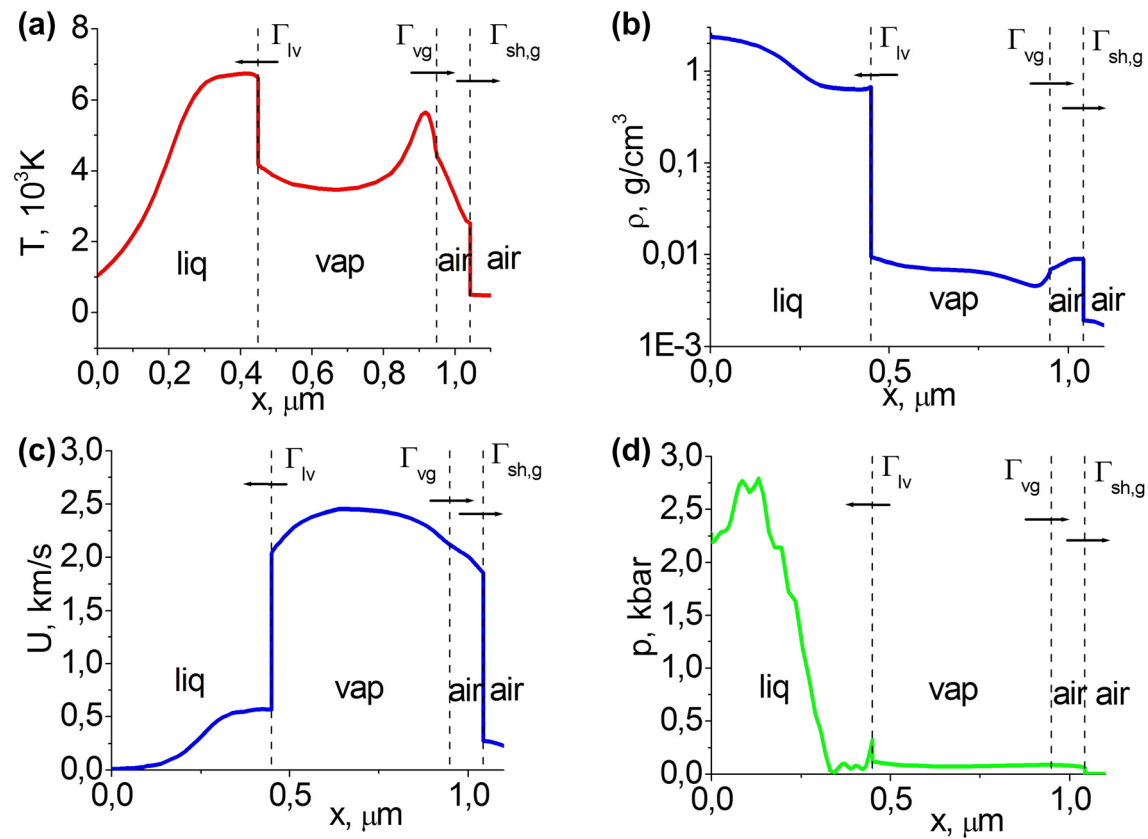 (a)
Γlv
Γvg
Γsh,g
T, 10³K
8
6
4
2
0
liq
vap
air
air
0,0
0,2
0,4
0,6
0,8
1,0
x, μm
(b)
Γlv
Γvg
Γsh,g
ρ, g/cm³
1
0,1
0,01
1E-3
liq
vap
air
air
0,0
0,5
1,0
x, μm
(c)
Γlv
Γvg
Γsh,g
U, km/s
3,0
2,5
2,0
1,5
1,0
0,5
0,0
liq
vap
air
air
0,0
0,5
1,0
x, μm
(d)
Γlv
Γvg
Γsh,g
p, kbar
3,0
2,5
2,0
1,5
1,0
0,5
0,0
liq
vap
air
air
0,0
0,5
1,0
x, μm